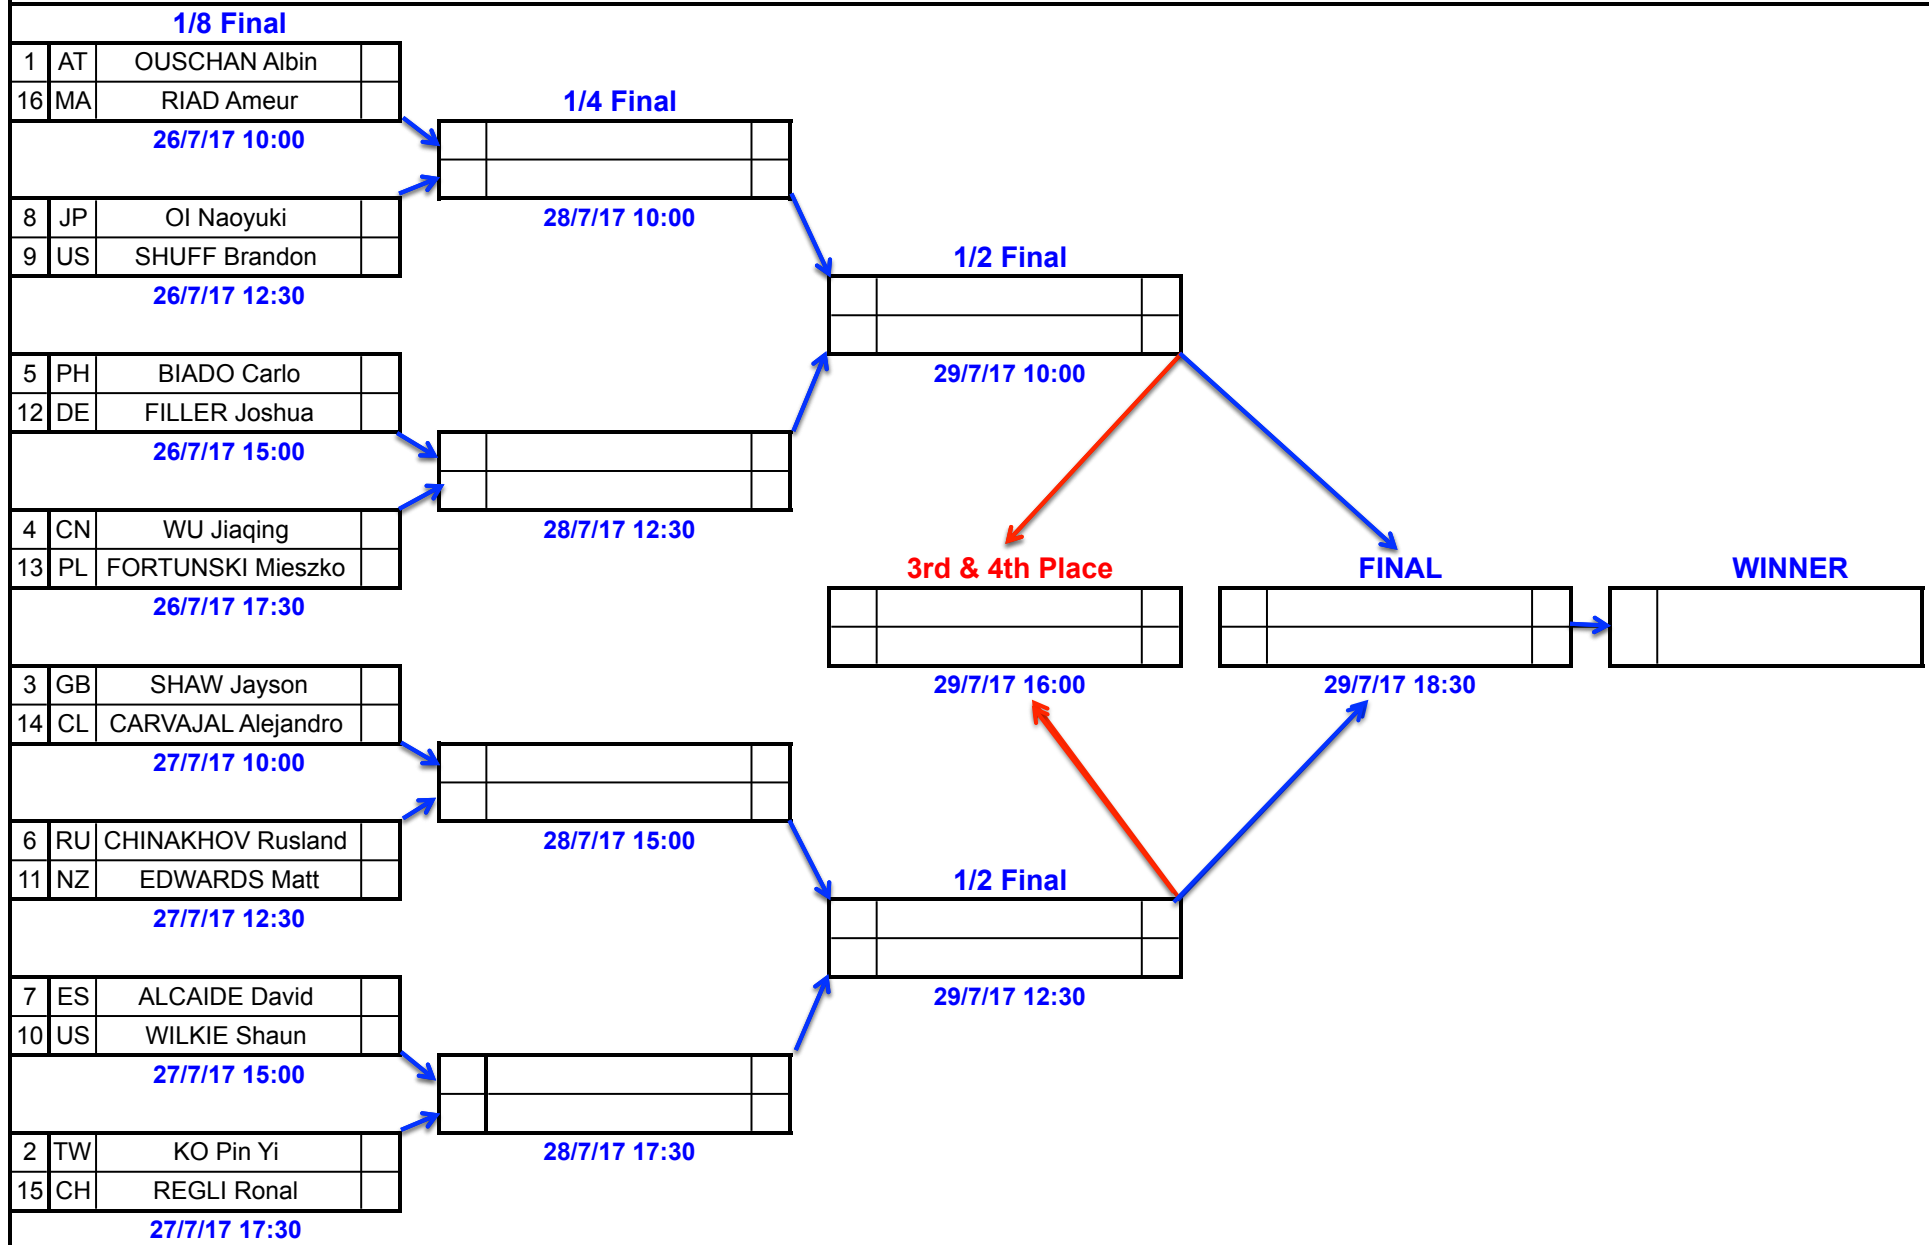 1/8 Final
1 AT OUSCHAN Albin
16 MA RIAD Ameur
26/7/17 10:00
8 JP OI Naoyuki
9 US SHUFF Brandon
26/7/17 12:30
5 PH BIADO Carlo
12 DE FILLER Joshua
26/7/17 15:00
4 CN WU Jiaqing
13 PL FORTUNSKI Mieszko
26/7/17 17:30
3 GB SHAW Jayson
14 CL CARVAJAL Alejandro
27/7/17 10:00
6 RU CHINAKHOV Rusland
11 NZ EDWARDS Matt
27/7/17 12:30
7 ES ALCAIDE David
10 US WILKIE Shaun
27/7/17 15:00
2 TW KO Pin Yi
15 CH REGLI Ronal
27/7/17 17:30
1/4 Final
28/7/17 10:00
28/7/17 12:30
28/7/17 15:00
28/7/17 17:30
1/2 Final
29/7/17 10:00
3rd & 4th Place
29/7/17 16:00
1/2 Final
29/7/17 12:30
FINAL
29/7/17 18:30
WINNER